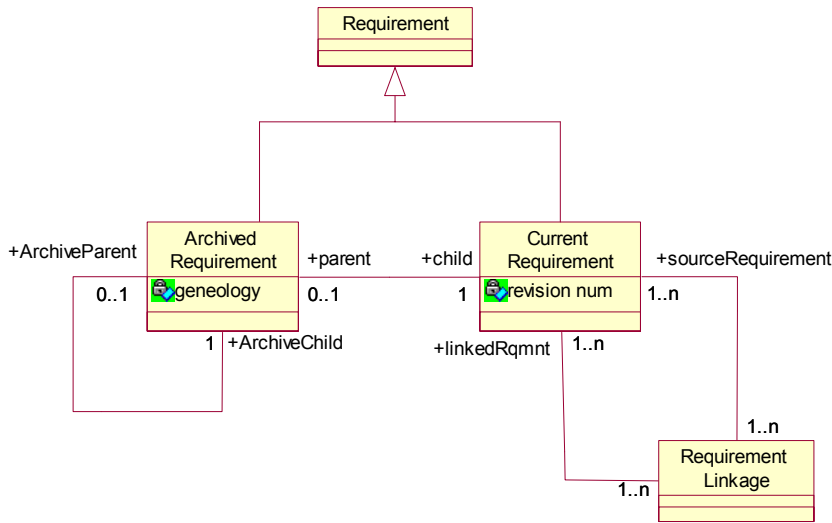 Requirement
Archived
Requirement
geneology
Current
Requirement
revision num
+ArchiveParent
0..1
+parent
0..1
+child
1
+sourceRequirement
1..n
1
+ArchiveChild
+linkedRqmnt
1..n
1..n
1..n
Requirement
Linkage